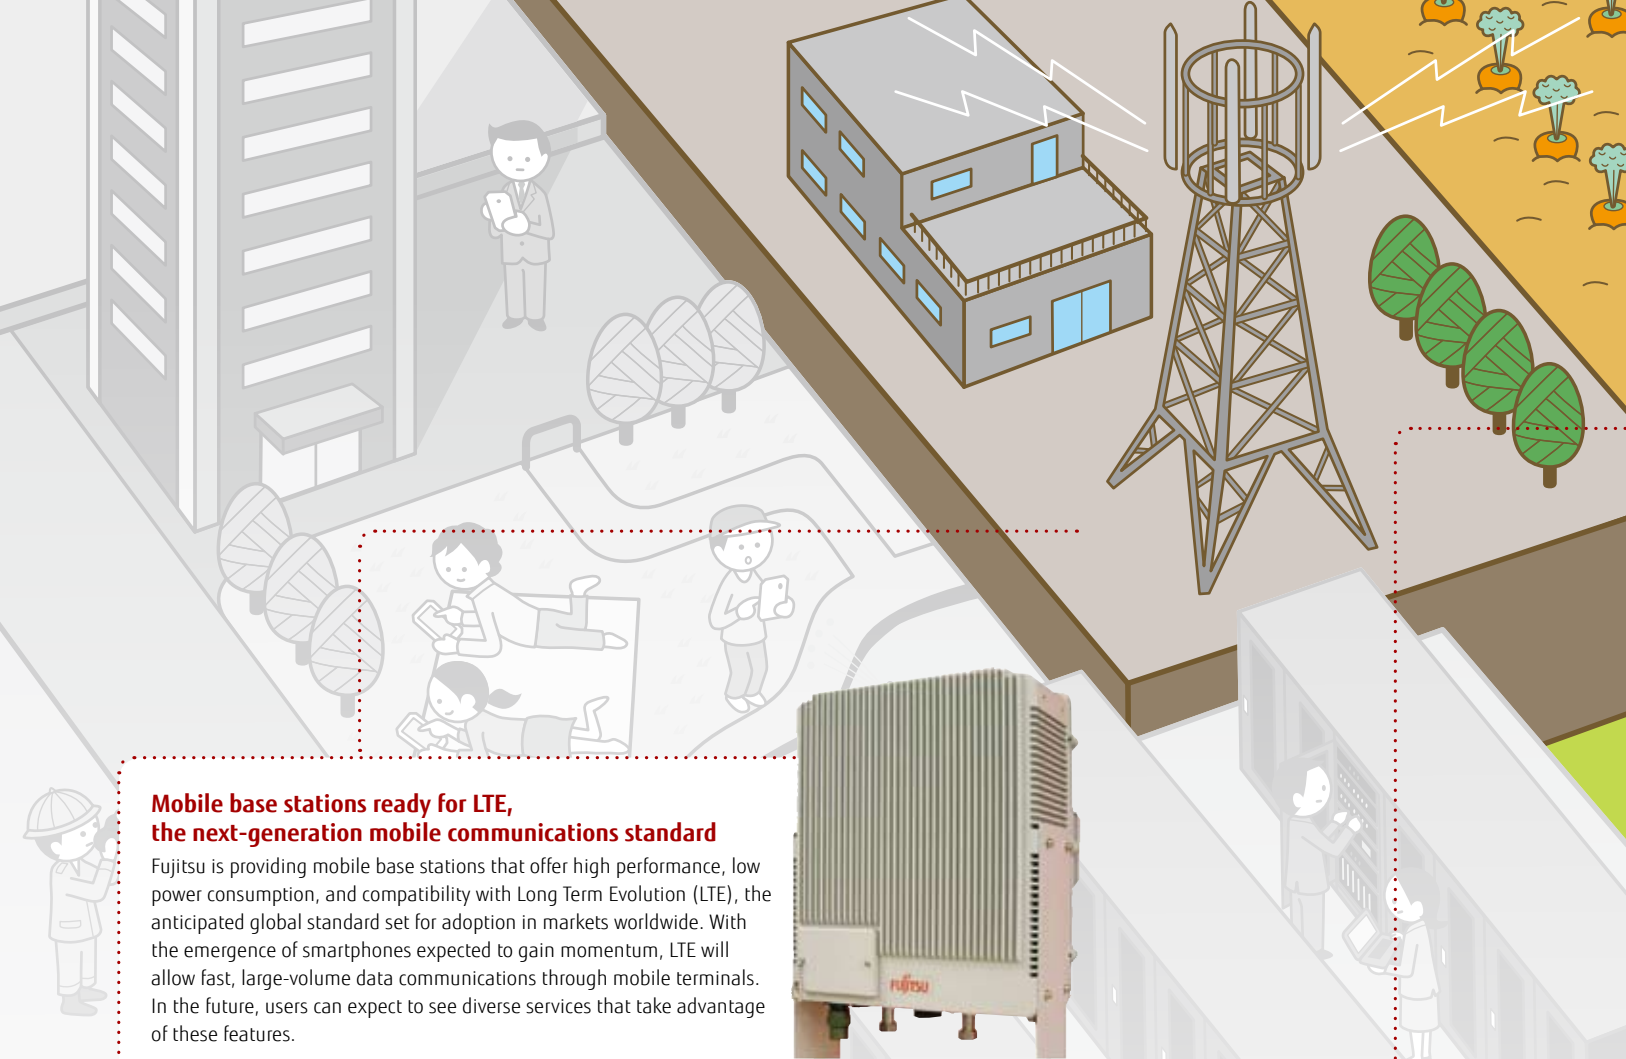 Mobile base stations ready for LTE,
the next-generation mobile communications standard
Fujitsu is providing mobile base stations that offer high performance, low
power consumption, and compatibility with Long Term Evolution (LTE), the
anticipated global standard set for adoption in markets worldwide. With
the emergence of smartphones expected to gain momentum, LTE will
allow fast, large-volume data communications through mobile terminals.
In the future, users can expect to see diverse services that take advantage
of these features.
FUJITSU